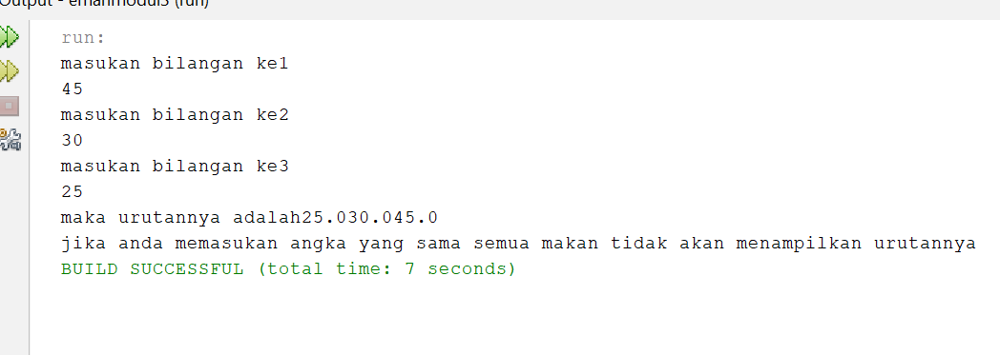 Output - emanmodul3 (run)
run:
masukan bilangan ke1
45
masukan bilangan ke2
30
masukan bilangan ke3
25
maka urutannya adalah25.030.045.0
jika anda memasukan angka yang sama semua makan tidak akan menampilkan urutannya
BUILD SUCCESSFUL (total time: 7 seconds)